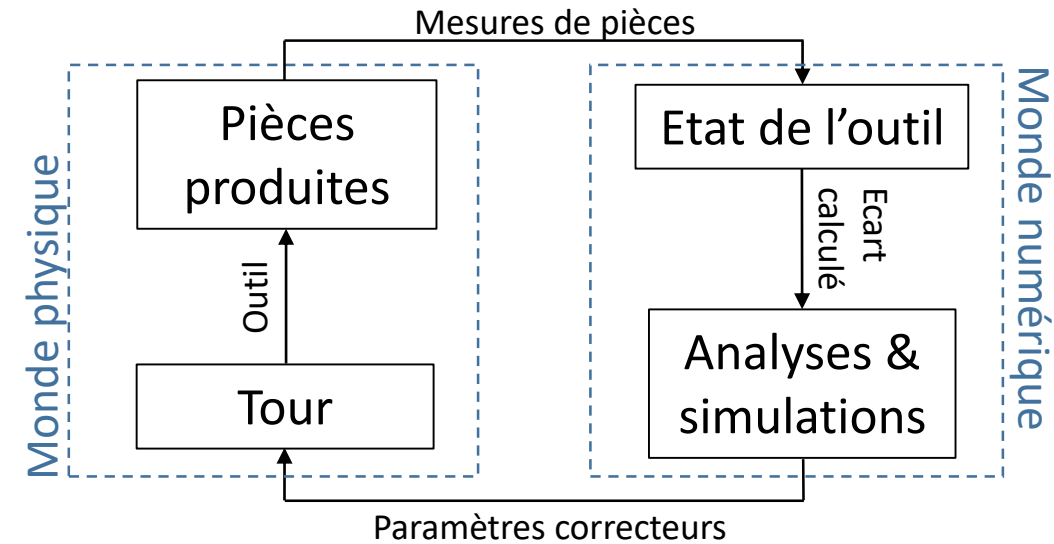 Mesures de pièces
Monde physique
Pièces
produites
Outil
Tour
Etat de l’outil
Ecart
calculé
Analyses &
simulations
Monde numérique
Paramètres correcteurs